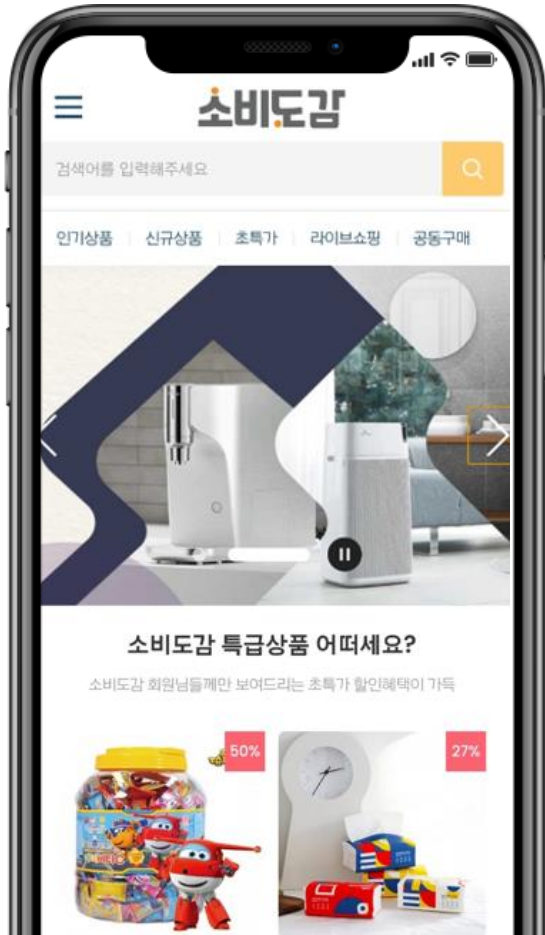 소비도감
검색어를 입력해주세요
인기상품 신규상품 초특가 라이브쇼핑 공동구매
소비도감 특급상품 어떠세요?
소비도감 회원님들께만 보여드리는 초특가 할인혜택이 가득
50% 27%